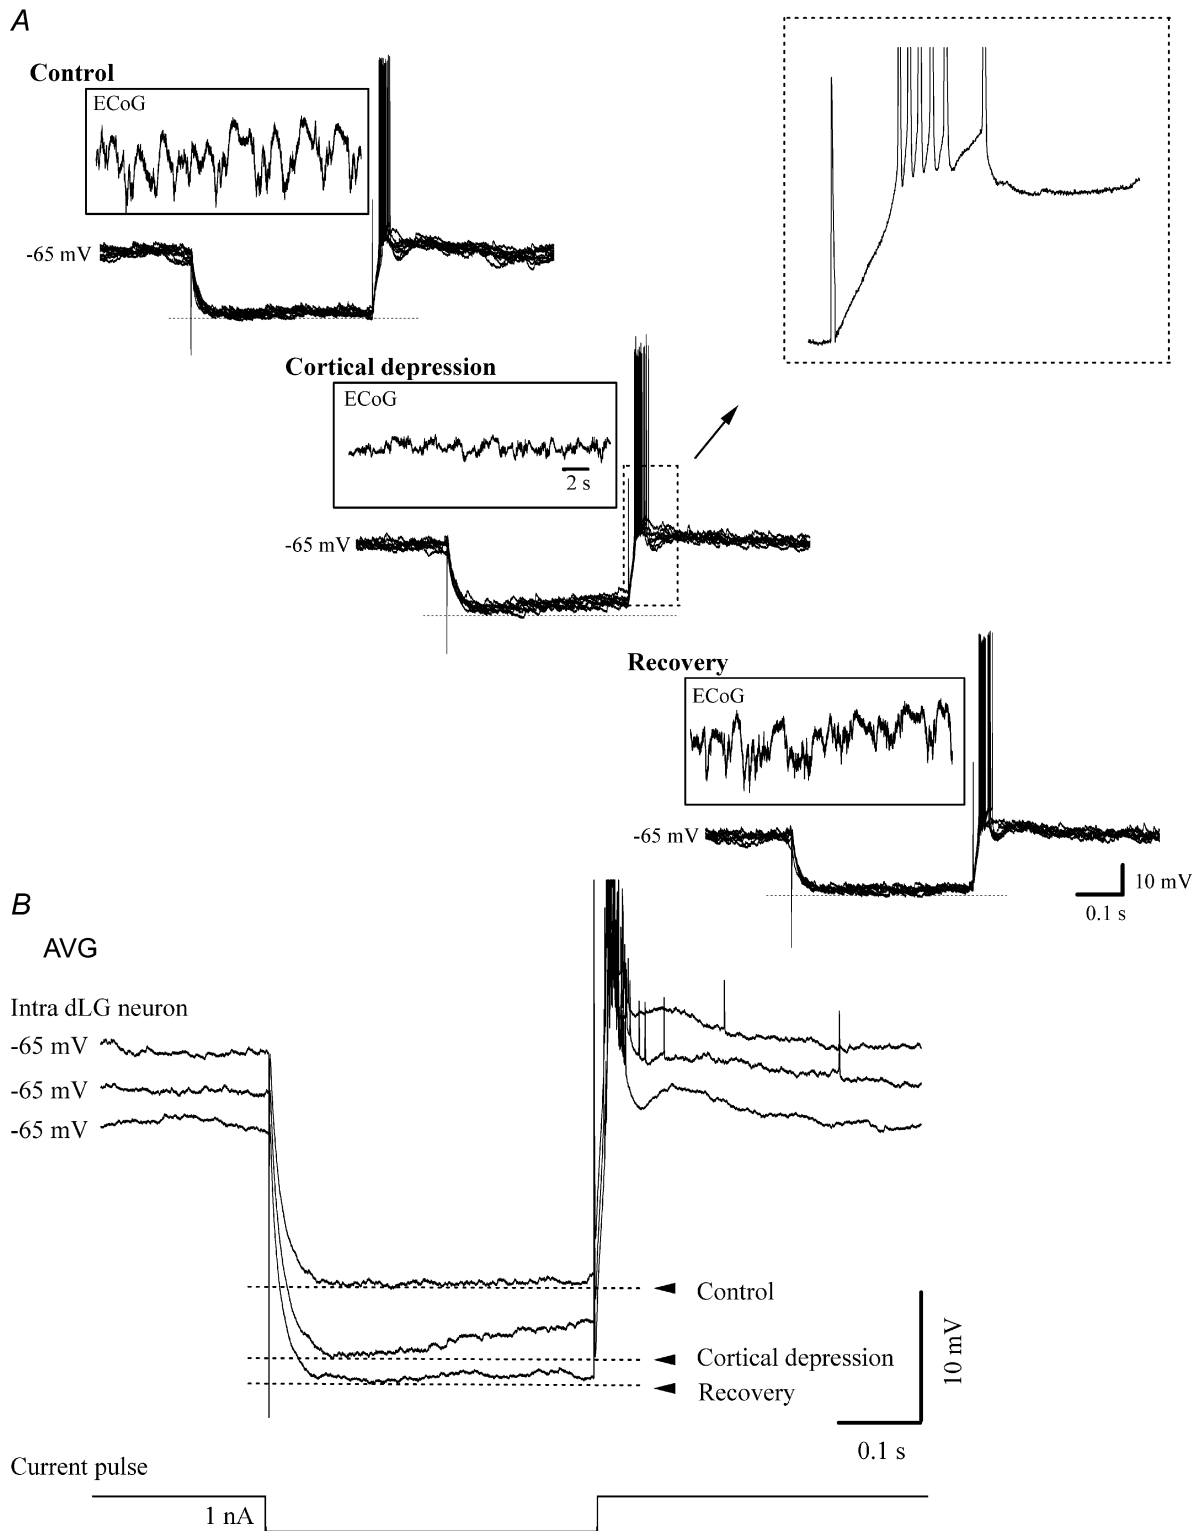 A
Control
ECoG
-65 mV
Cortical depression
ECoG
2 s
-65 mV
Recovery
ECoG
-65 mV
10 mV
0.1 s
B
AVG
Intra dLG neuron
-65 mV
-65 mV
-65 mV
Control
Cortical depression
Recovery
10 mV
0.1 s
Current pulse
1 nA